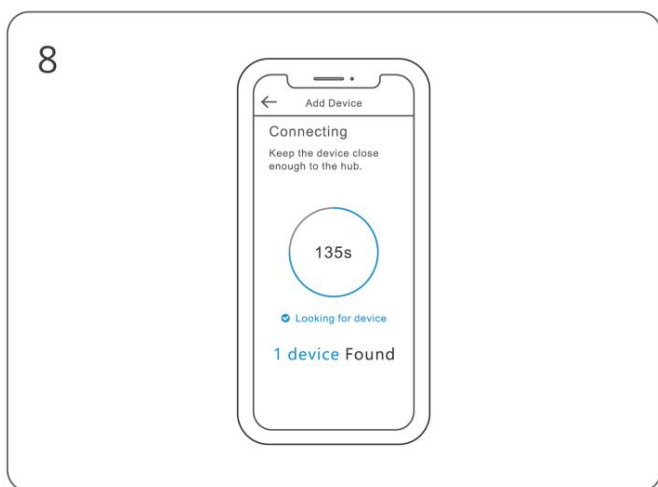 8
Add Device
Connecting
Keep the device close
enough to the hub.
135s
Looking for device
1 device Found